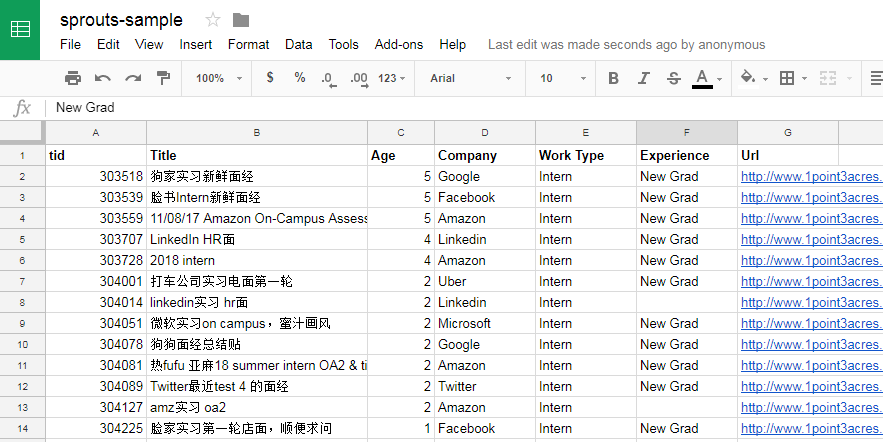 sprouts-sample
File Edit View Insert Format Data Tools Add-ons Help Last edit was made seconds ago by anonymous
100% $ % .0 .00 123 Arial 10 B I S A
fx New Grad
A B C D E F G
1 tid Title Age Company Work Type Experience Url
2 303518 狗家实习新鲜面经 5 Google Intern New Grad http://www.1point3acres.
3 303539 脸书Intern新鲜面经 5 Facebook Intern New Grad http://www.1point3acres.
4 303559 11/08/17 Amazon On-Campus Assess 5 Amazon Intern New Grad http://www.1point3acres.
5 303707 LinkedIn HR面 4 Linkedin Intern New Grad http://www.1point3acres.
6 303728 2018 intern 4 Amazon Intern New Grad http://www.1point3acres.
7 304001 打车公司实习电面第一轮 2 Uber Intern New Grad http://www.1point3acres.
8 304014 linkedin实习 hr面 2 Linkedin Intern http://www.1point3acres.
9 304051 微软实习on campus，蜜汁画风 2 Microsoft Intern New Grad http://www.1point3acres.
10 304078 狗狗面经总结贴 2 Google Intern New Grad http://www.1point3acres.
11 304081 热fufu 亚麻18 summer intern OA2 & ti 2 Amazon Intern New Grad http://www.1point3acres.
12 304089 Twitter最近test 4 的面经 2 Twitter Intern New Grad http://www.1point3acres.
13 304127 amz实习 oa2 2 Amazon Intern http://www.1point3acres.
14 304225 脸家实习第一轮店面，顺便求问 1 Facebook Intern New Grad http://www.1point3acres.